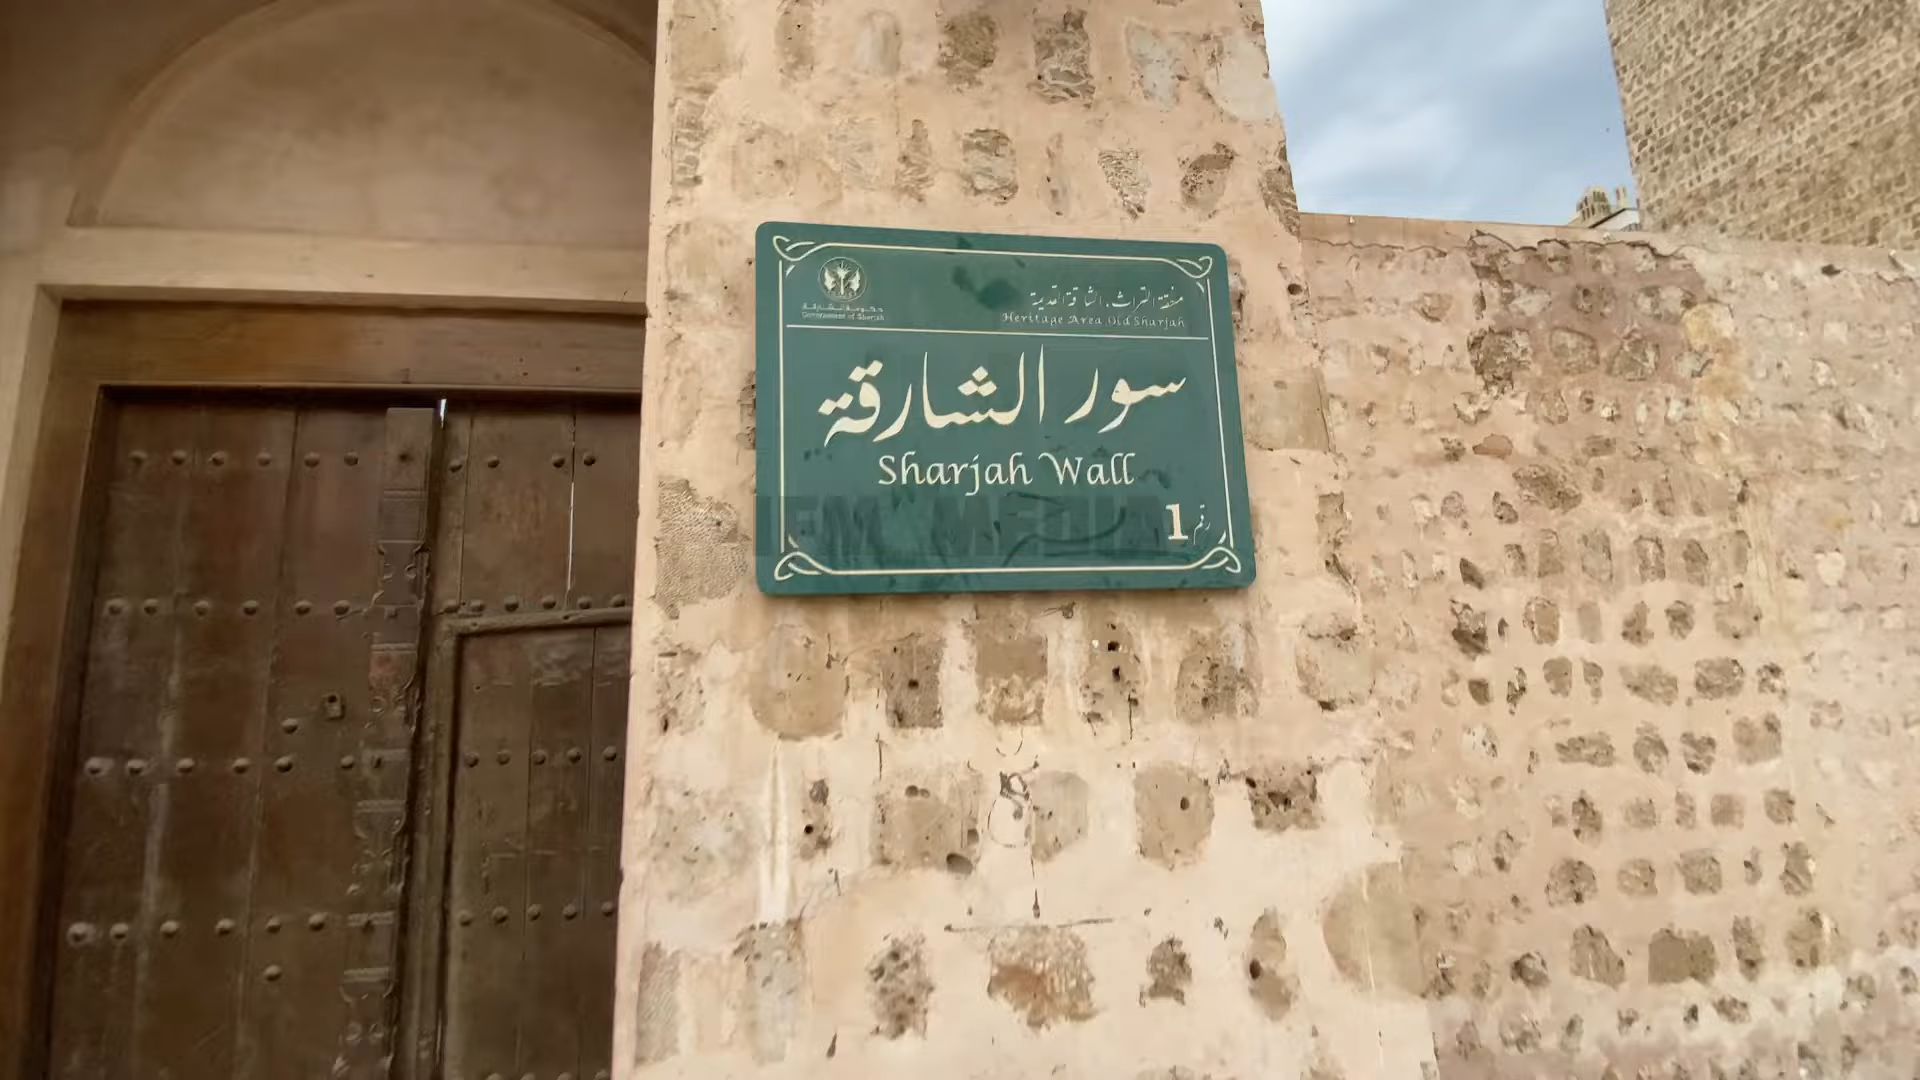 حكومة الشارقة
Government of Sharjah
منطقة التراث، الشارقة القديمة
Heritage Area Old Sharjah
سور الشارقة
Sharjah Wall
رقم 1